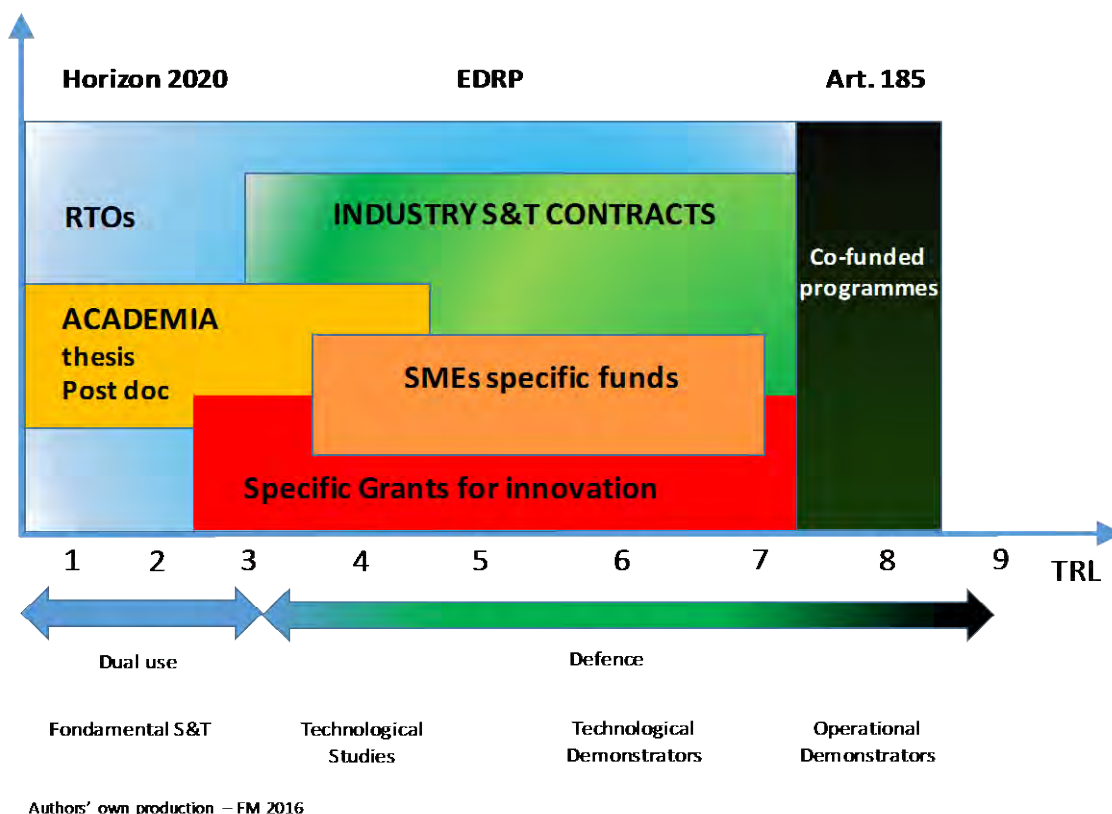 Horizon 2020 EDRP Art. 185
RTOs
INDUSTRY S&T CONTRACTS
Co-funded
programmes
ACADEMIA
thesis
Post doc
SMEs specific funds
Specific Grants for innovation
1 2 3 4 5 6 7 8 9
TRL
Dual use Defence
Fondamental S&T
Technological
Studies
Technological
Demonstrators
Operational
Demonstrators
Authors' own production – FM 2016